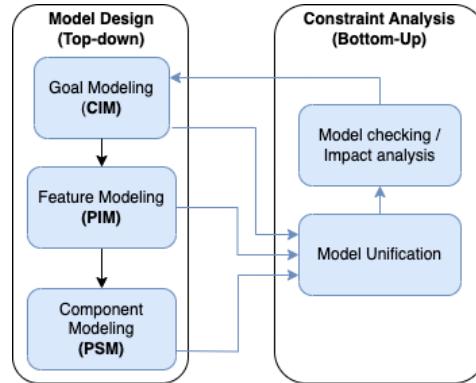 Model Design
(Top-down)
Goal Modeling
(CIM)
Feature Modeling
(PIM)
Component
Modeling
(PSM)
Constraint Analysis
(Bottom-Up)
Model checking /
Impact analysis
Model Unification